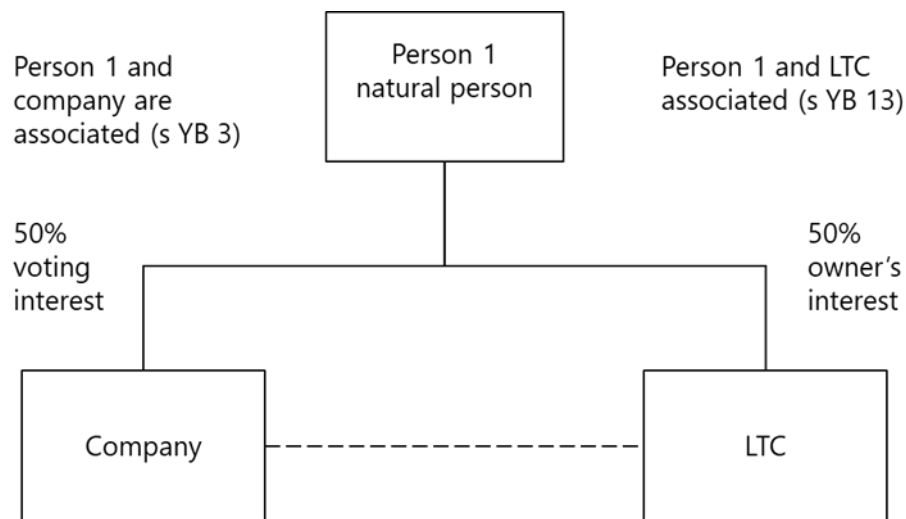 Person 1 and
company are
associated (s YB 3)
Person 1
natural person
Person 1 and LTC
associated (s YB 13)
50%
voting
interest
50%
owner’s
interest
Company
LTC